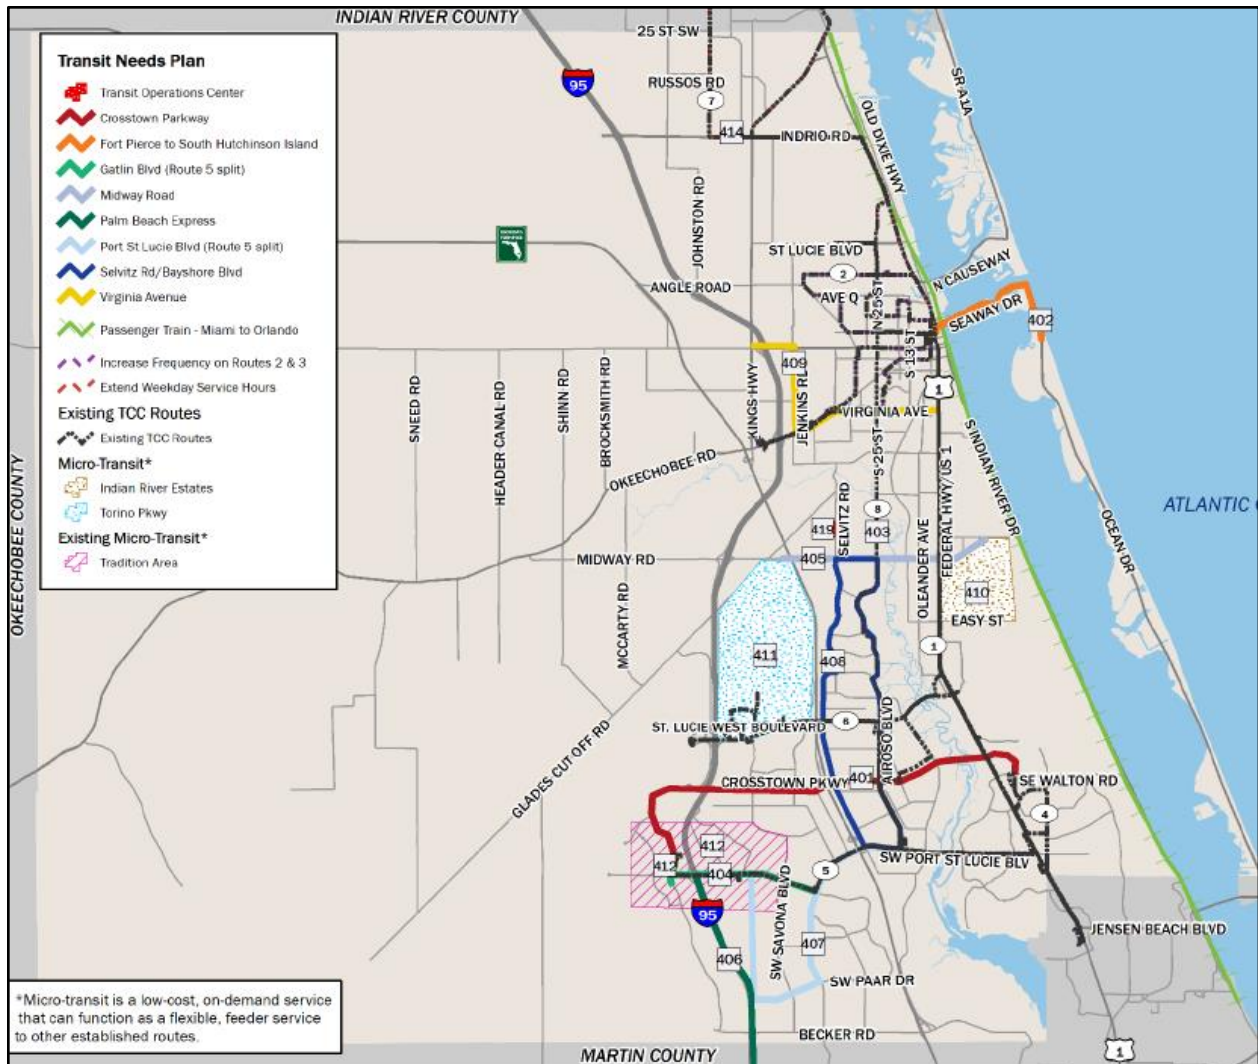 INDIAN RIVER COUNTY
25 ST SW
Transit Needs Plan
Transit Operations Center
Crosstown Parkway
Fort Pierce to South Hutchinson Island
Gatlin Blvd (Route 5 split)
Midway Road
Palm Beach Express
Port St Lucie Blvd (Route 5 split)
Selvitz Rd/Bayshore Blvd
Virginia Avenue
Passenger Train - Miami to Orlando
Increase Frequency on Routes 2 & 3
Extend Weekday Service Hours
Existing TCC Routes
Existing TCC Routes
Micro-Transit*
Indian River Estates
Torino Pkwy
Existing Micro-Transit*
Tradition Area
95
RUSSOS RD
7
SR A1A
414
INDRIO RD
OLD DIXIE HWY
JOHNSTON RD
ST LUCIE BLVD
N CAUSEWAY
2
ANGLE ROAD
AVE Q
N 25 ST
SEAWAY DR
402
S 13 ST
409
SNEED RD
HEADER CANAL RD
SHINN RD
BROCKSMITH RD
KINGS HWY
JENKINS RD
1
VIRGINIA AVE
S 25 ST
S INDIAN RIVER DR
OKEECHOBEE RD
OKEECHOBEE COUNTY
ATLANTIC
SELVITZ RD
8
419
403
OLEANDER AVE
FEDERAL HWY/US 1
OCEAN DR
MIDWAY RD
405
410
EASY ST
MCCARTY RD
411
408
1
ST. LUCIE WEST BOULEVARD
6
AIROSO BLVD
GLADES CUT OFF RD
CROSSTOWN PKWY
401
SE WALTON RD
4
412
412
404
SW PORT ST LUCIE BLV
5
SW SAVONA BLVD
95
JENSEN BEACH BLVD
406
407
SW PAAR DR
BECKER RD
1
MARTIN COUNTY
*Micro-transit is a low-cost, on-demand service
that can function as a flexible, feeder service
to other established routes.